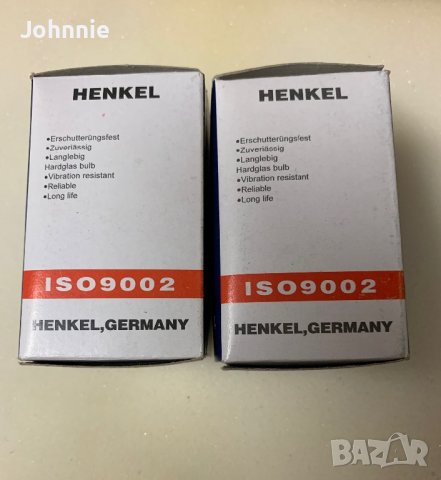 Johnnie
HENKEL
•Erschutterüngsfest
•Zuverlässig
•Langlebig
Hardglas bulb
•Vibration resistant
•Reliable
•Long life
ISO9002
HENKEL,GERMANY
HENKEL
•Erschutterüngsfest
•Zuverlässig
•Langlebig
Hardglas bulb
•Vibration resistant
•Reliable
•Long life
ISO9002
HENKEL,GERMANY
BAZAR